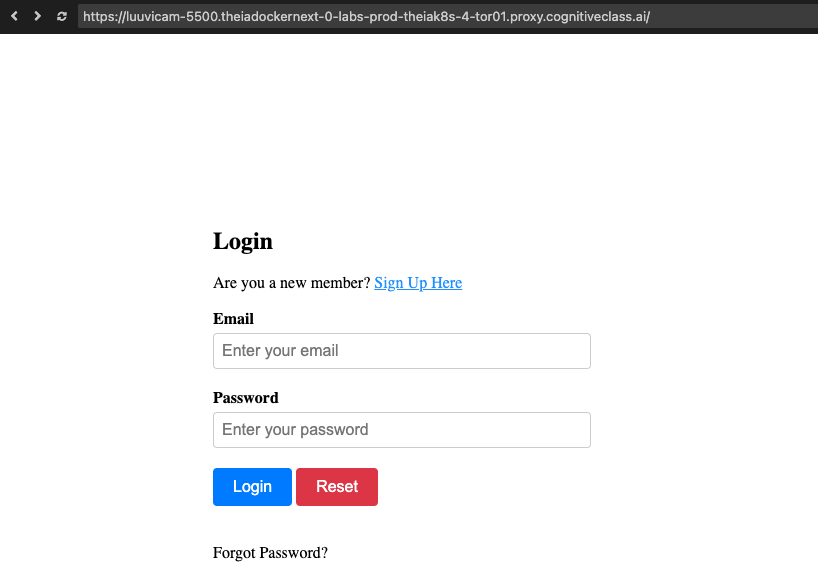 https://luuvicam-5500.theiadockernext-0-labs-prod-theiak8s-4-tor01.proxy.cognitiveclass.ai/
Login
Are you a new member? Sign Up Here
Email
Enter your email
Password
Enter your password
Login Reset
Forgot Password?